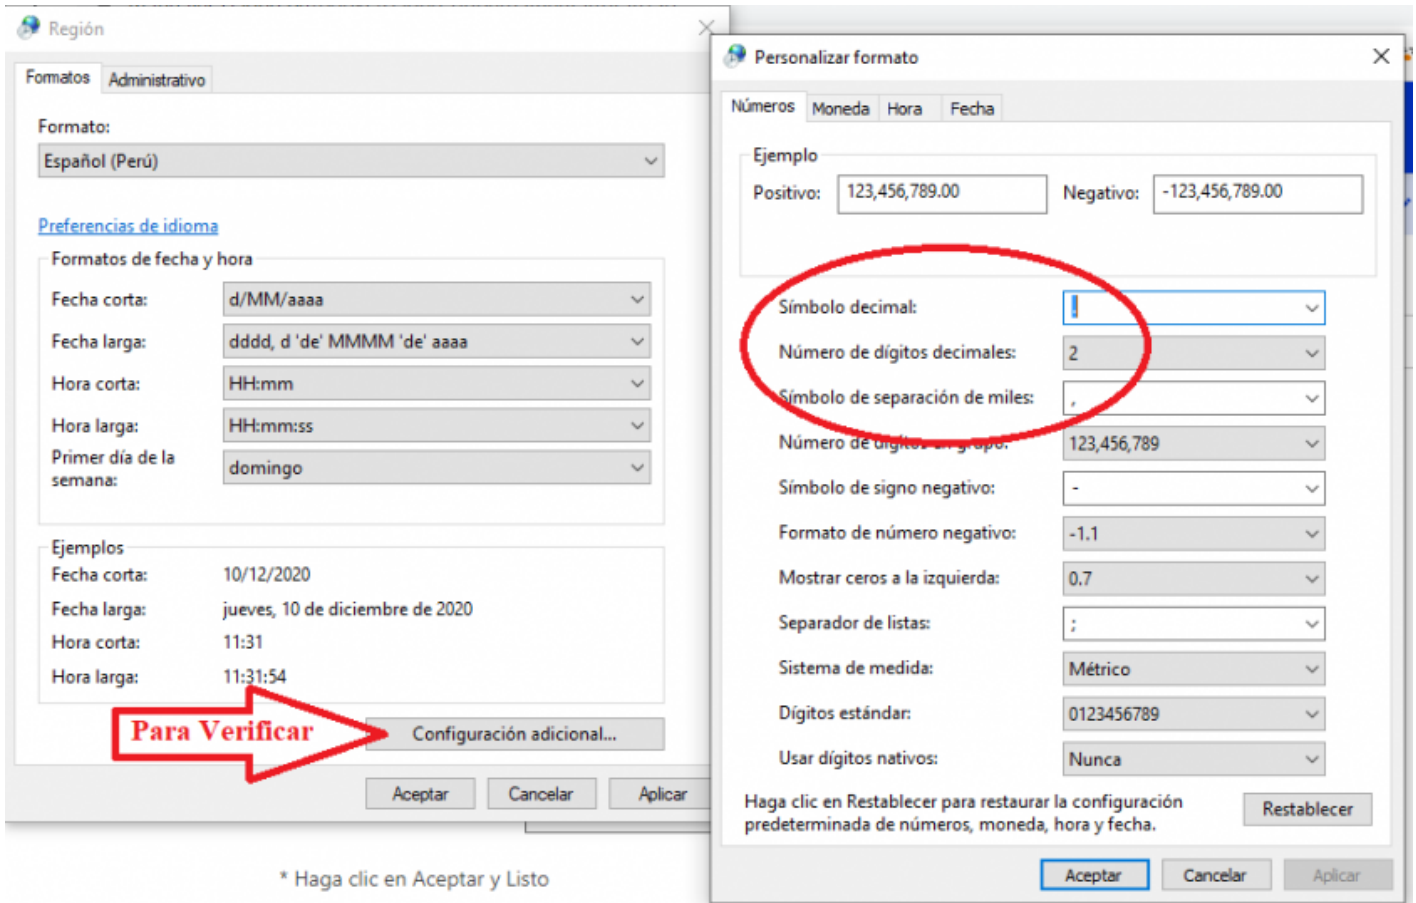 Región
Formatos
Administrativo
Formato:
Español (Perú)
Preferencias de idioma
Formatos de fecha y hora
Fecha corta:
d/MM/aaaa
Fecha larga:
dddd, d 'de' MMMM 'de' aaaa
Hora corta:
HH:mm
Hora larga:
HH:mm:ss
Primer día de la
semana:
domingo
Ejemplos
Fecha corta:
10/12/2020
Fecha larga:
jueves, 10 de diciembre de 2020
Hora corta:
11:31
Hora larga:
11:31:54
Para Verificar
Configuración adicional...
Aceptar
Cancelar
Aplicar
* Haga clic en Aceptar y Listo
Personalizar formato
Números
Moneda
Hora
Fecha
Ejemplo
Positivo:
123,456,789.00
Negativo:
-123,456,789.00
Símbolo decimal:
.
Número de dígitos decimales:
2
Símbolo de separación de miles:
,
Número de dígitos en grupo:
123,456,789
Símbolo de signo negativo:
-
Formato de número negativo:
-1.1
Mostrar ceros a la izquierda:
0.7
Separador de listas:
;
Sistema de medida:
Métrico
Dígitos estándar:
0123456789
Usar dígitos nativos:
Nunca
Haga clic en Restablecer para restaurar la configuración
predeterminada de números, moneda, hora y fecha.
Restablecer
Aceptar
Cancelar
Aplicar